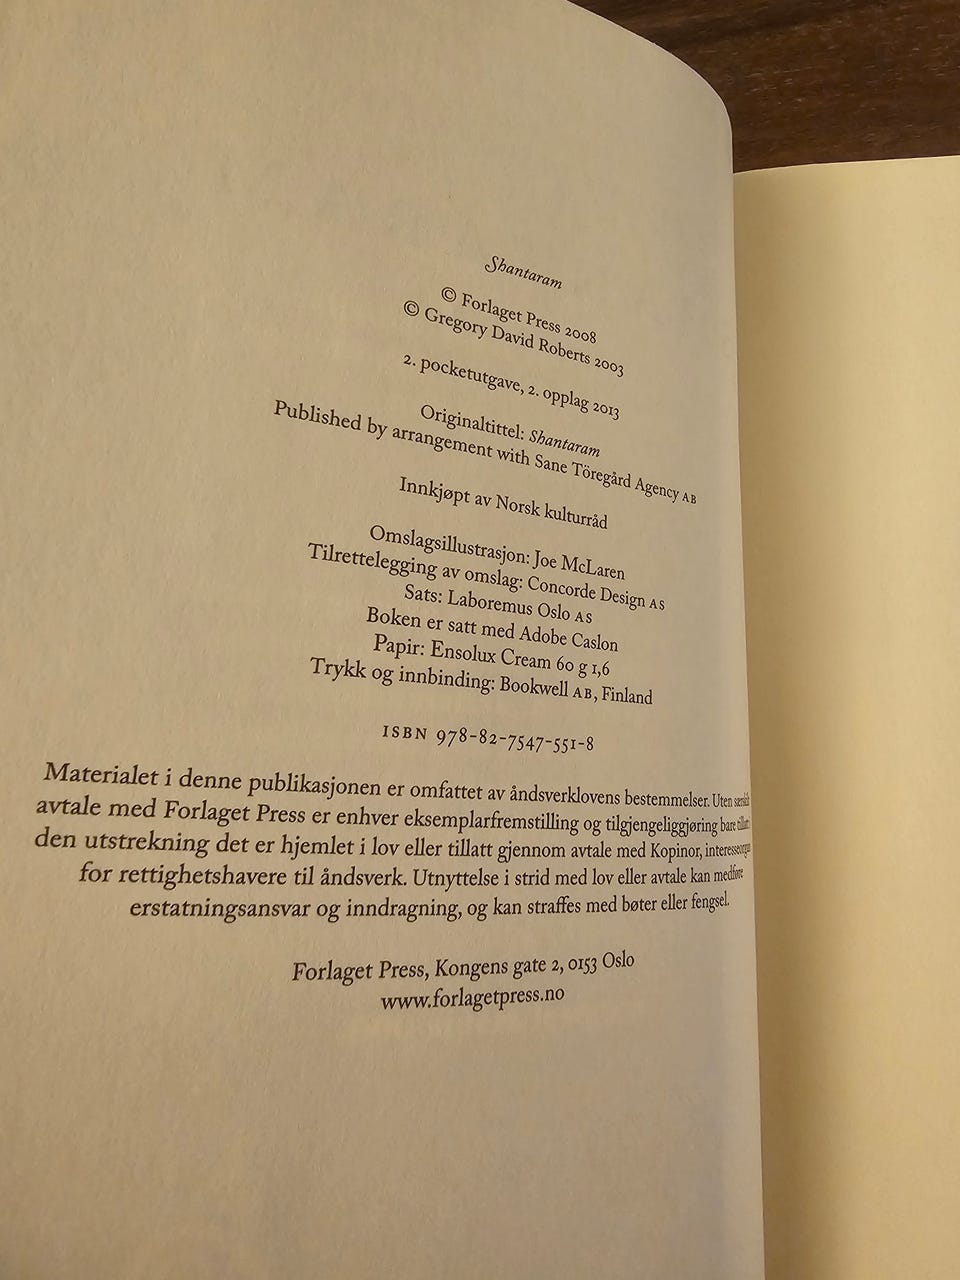 Shantaram
© Forlaget Press 2008
© Gregory David Roberts 2003
2. pocketutgave, 2. opplag 2013
Originaltittel: Shantaram
Published by arrangement with Sane Töregård Agency AB
Innkjøpt av Norsk kulturråd
Omslagsillustrasjon: Joe McLaren
Tilrettelegging av omslag: Concorde Design AS
Sats: Laboremus Oslo AS
Boken er satt med Adobe Caslon
Papir: Ensolux Cream 60 g 1,6
Trykk og innbinding: Bookwell AB, Finland
ISBN 978-82-7547-551-8
Materialet i denne publikasjonen er omfattet av åndsverklovens bestemmelser. Uten
avtale med Forlaget Press er enhver eksemplarfremstilling og tilgjengeliggjøring bare tillatt i
den utstrekning det er hjemlet i lov eller tillatt gjennom avtale med Kopinor,
for rettighetshavere til åndsverk. Utnyttelse i strid med lov eller avtale kan medføre
erstatningsansvar og inndragning, og kan straffes med bøter eller fengsel.
Forlaget Press, Kongens gate 2, 0153 Oslo
www.forlagetpress.no